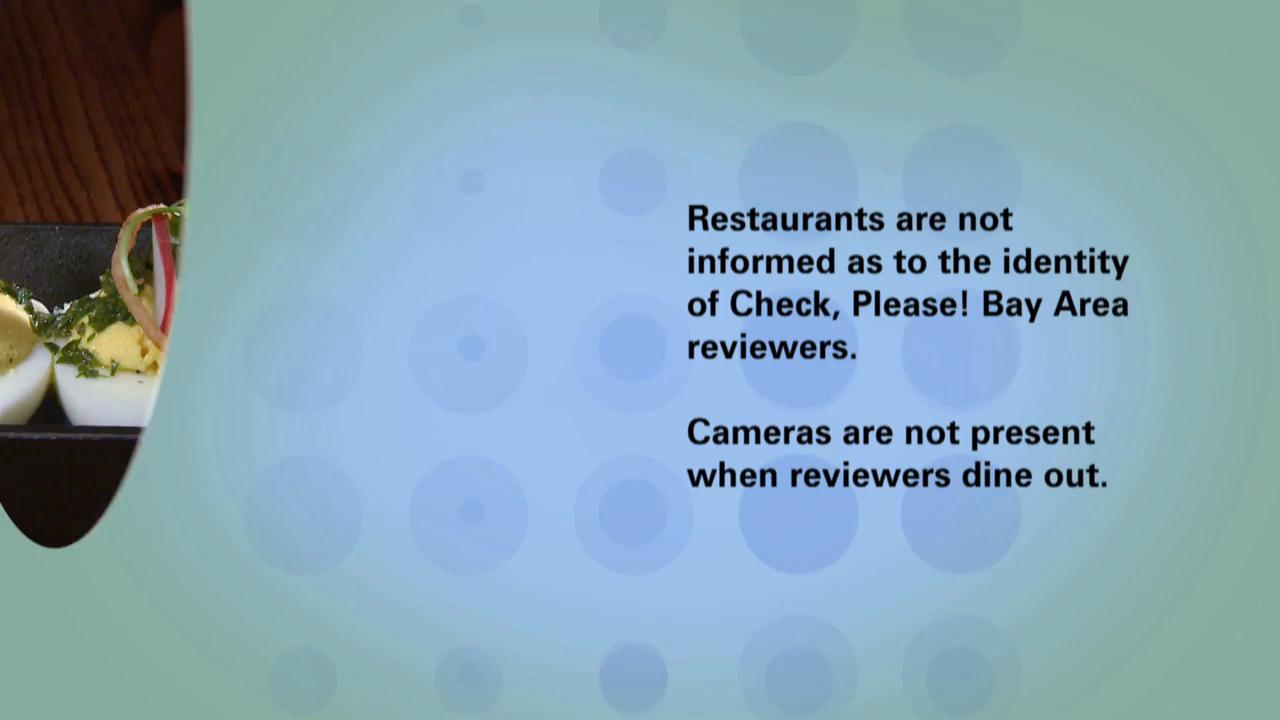 Restaurants are not
informed as to the identity
of Check, Please! Bay Area
reviewers.
Cameras are not present
when reviewers dine out.